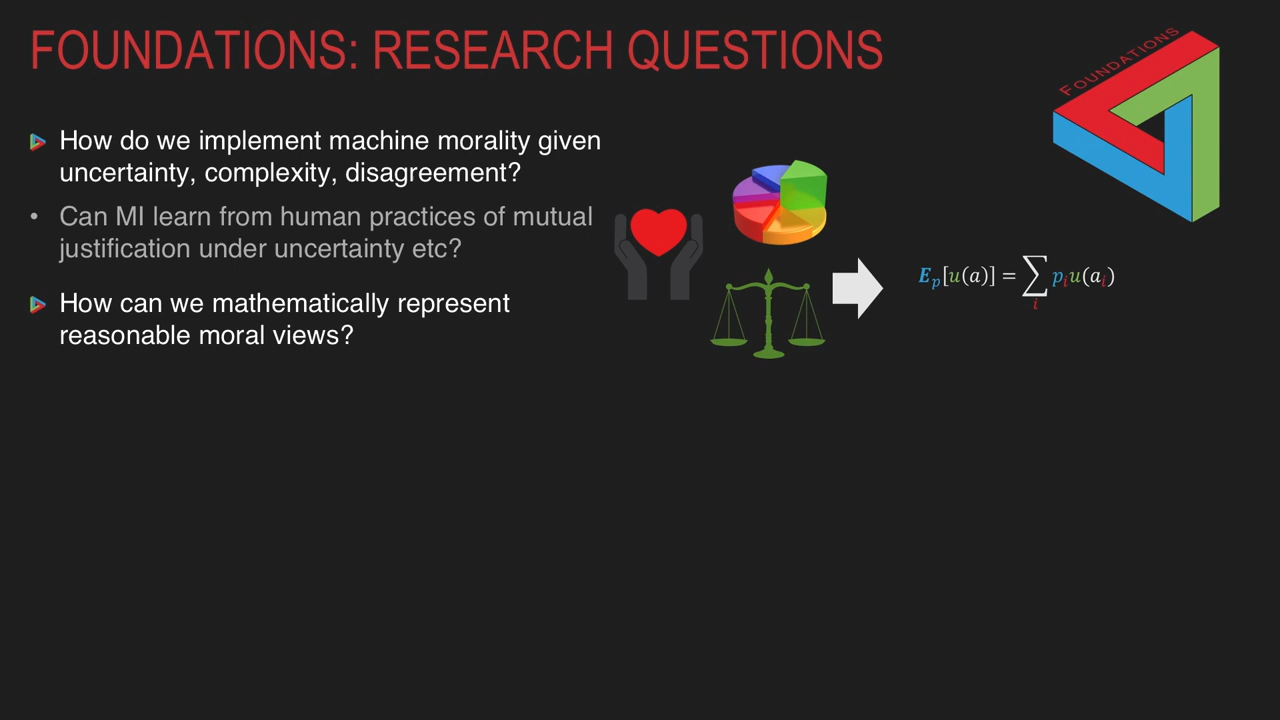 FOUNDATIONS: RESEARCH QUESTIONS
FOUNDATIONS
How do we implement machine morality given
uncertainty, complexity, disagreement?
• Can MI learn from human practices of mutual
justification under uncertainty etc?
How can we mathematically represent
reasonable moral views?
E_p[u(a)] = ∑_i p_i u(a_i)